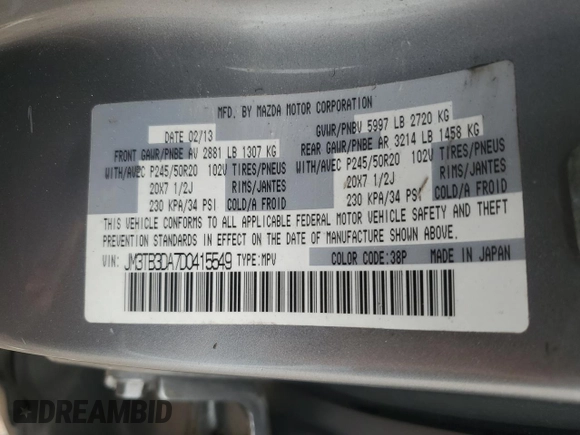 MFD. BY MAZDA MOTOR CORPORATION
DATE 02/13 GVWR/PNBV 5997 LB 2720 KG
FRONT GAWR/PNBE AV 2881 LB 1307 KG REAR GAWR/PNBE AR 3214 LB 1458 KG
WITH/AVEC P245/50R20 102V TIRES/PNEUS WITH/AVEC P245/50R20 102V TIRES/PNEUS
20X7 1/2J RIMS/JANTES 20X7 1/2J RIMS/JANTES
230 KPA/34 PSI COLD/A FROID 230 KPA/34 PSI COLD/A FROID
THIS VEHICLE CONFORMS TO ALL APPLICABLE FEDERAL MOTOR VEHICLE SAFETY AND THEFT
PREVENTION STANDARDS IN EFFECT ON THE DATE OF MANUFACTURE SHOWN ABOVE.
VIN: JM3TB3DA7D0415549 TYPE:MPV COLOR CODE:38P MADE IN JAPAN
DREAMBID